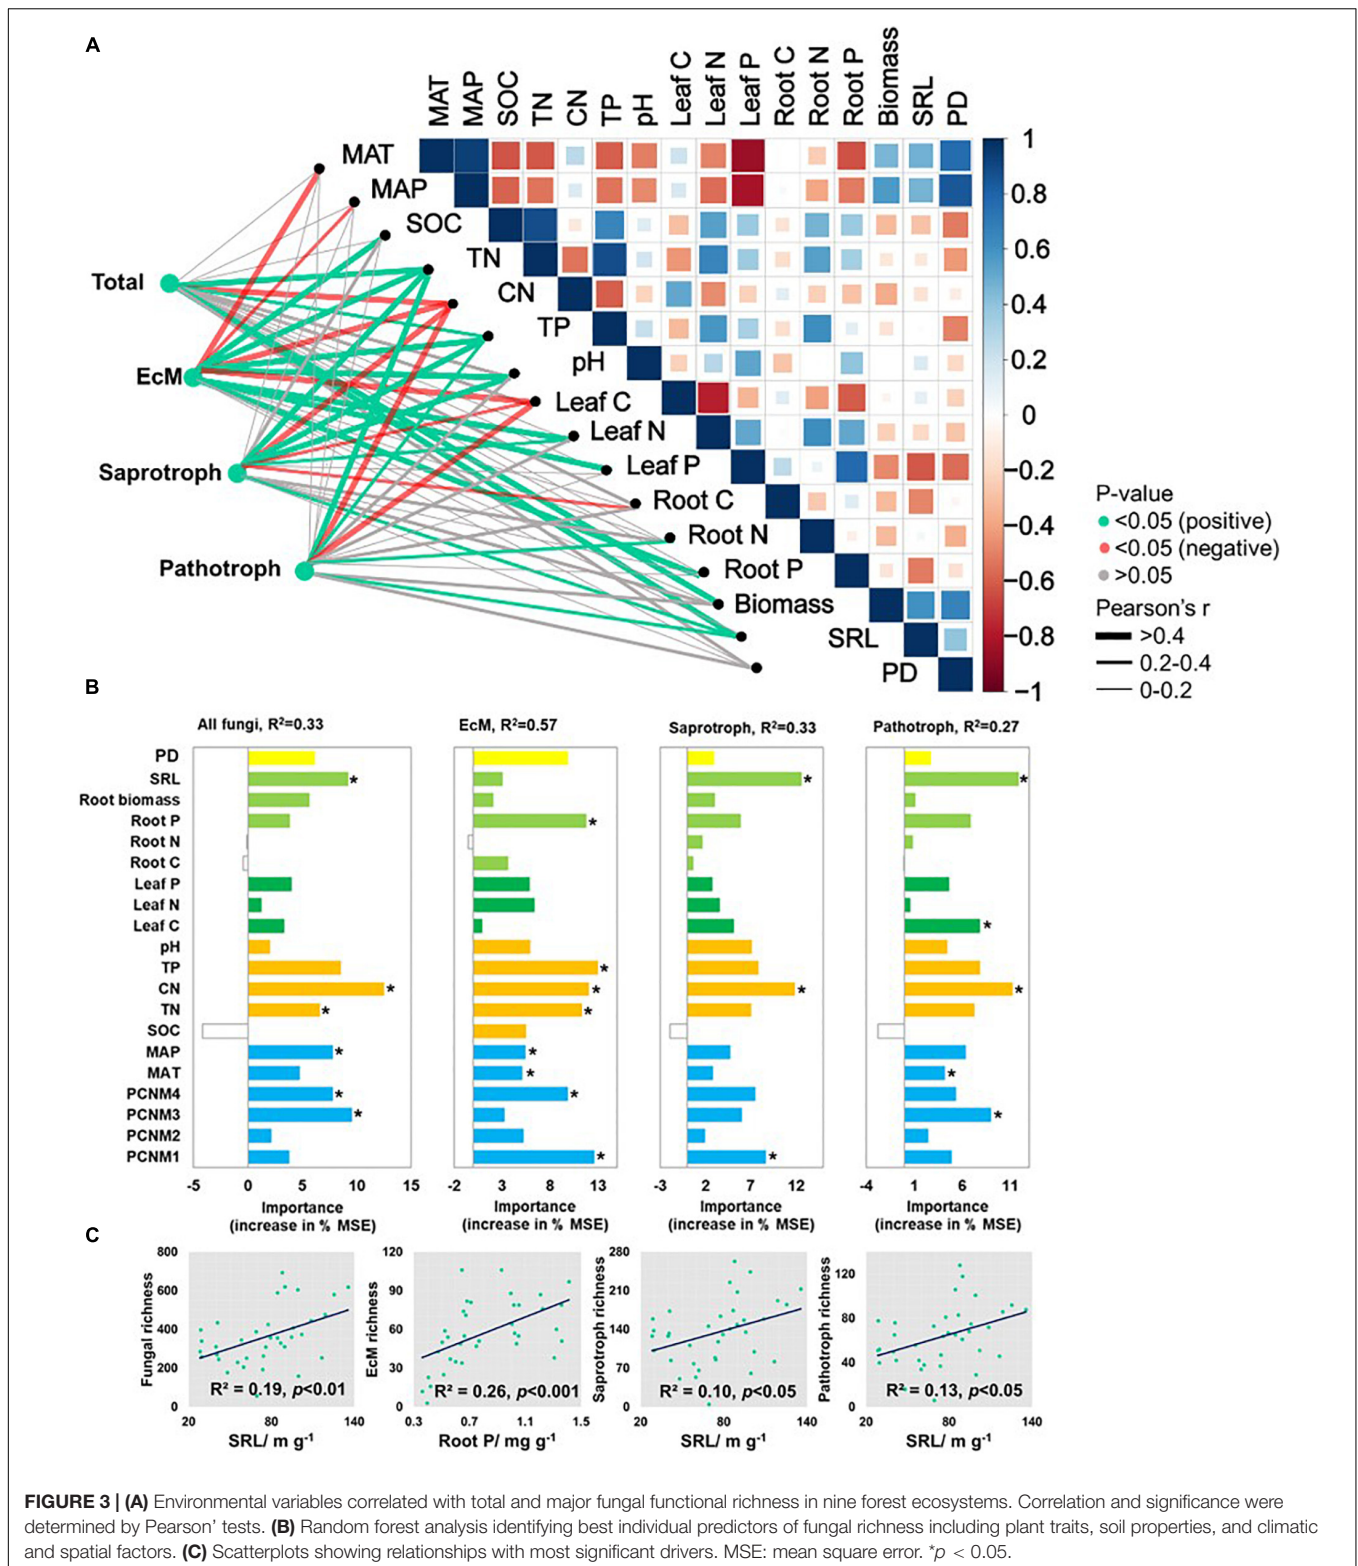 A
MAT MAP SOC TN CN TP pH Leaf C Leaf N Leaf P Root C Root N Root P Biomass SRL PD
MAT
MAP
SOC
TN
CN
TP
pH
Leaf C
Leaf N
Leaf P
Root C
Root N
Root P
Biomass
SRL
PD
Total
EcM
Saprotroph
Pathotroph
1
0.8
0.6
0.4
0.2
0
−0.2
−0.4
−0.6
−0.8
−1
P-value
<0.05 (positive)
<0.05 (negative)
>0.05
Pearson's r
>0.4
0.2-0.4
0-0.2
B
All fungi, R²=0.33
EcM, R²=0.57
Saprotroph, R²=0.33
Pathotroph, R²=0.27
PD
SRL * * *
Root biomass
Root P *
Root N
Root C
Leaf P
Leaf N
Leaf C *
pH
TP *
CN * * * *
TN * *
SOC
MAP * *
MAT * *
PCNM4 * *
PCNM3 * *
PCNM2
PCNM1 * *
-5 0 5 10 15
-2 3 8 13
-3 2 7 12
-4 1 6 11
Importance
(increase in % MSE)
Importance
(increase in % MSE)
Importance
(increase in % MSE)
Importance
(increase in % MSE)
C
Fungal richness
800
600
400
200
0
R² = 0.19, p<0.01
20 80 140
SRL/ m g⁻¹
EcM richness
120
90
60
30
0
R² = 0.26, p<0.001
0.3 0.7 1.1 1.5
Root P/ mg g⁻¹
Saprotroph richness
280
210
140
70
0
R² = 0.10, p<0.05
20 80 140
SRL/ m g⁻¹
Pathotroph richness
120
80
40
0
R² = 0.13, p<0.05
20 80 140
SRL/ m g⁻¹
FIGURE 3 | (A) Environmental variables correlated with total and major fungal functional richness in nine forest ecosystems. Correlation and significance were
determined by Pearson' tests. (B) Random forest analysis identifying best individual predictors of fungal richness including plant traits, soil properties, and climatic
and spatial factors. (C) Scatterplots showing relationships with most significant drivers. MSE: mean square error. *p < 0.05.